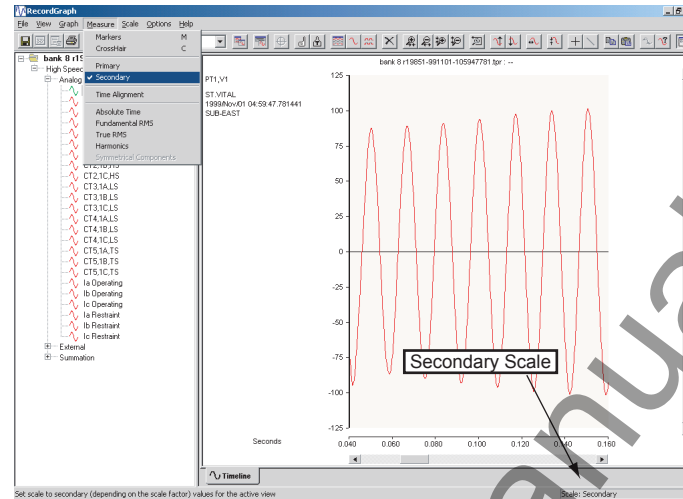 RecordGraph
File View Graph Measure Scale Options Help
Markers M
CrossHair C
Primary
✓ Secondary
Time Alignment
Absolute Time
Fundamental RMS
True RMS
Harmonics
Symmetrical Components
bank 8 r19
High Speed
Analog
CT2,1C,HS
CT3,1A,LS
CT3,1B,LS
CT3,1C,LS
CT4,1A,LS
CT4,1B,LS
CT4,1C,LS
CT5,1A,TS
CT5,1B,TS
CT5,1C,TS
Ia Operating
Ib Operating
Ic Operating
Ia Restraint
Ib Restraint
Ic Restraint
External
Summation
bank 8 r19851-991101-105947781.tpr : --
PT1,V1
ST.VITAL
1999/Nov/01 04:59:47.781441
SUB-EAST
125
100
75
50
25
0
-25
-50
-75
-100
-125
Secondary Scale
Seconds
0.040 0.060 0.080 0.100 0.120 0.140 0.160
Timeline
Set scale to secondary (depending on the scale factor) values for the active view
Scale: Secondary